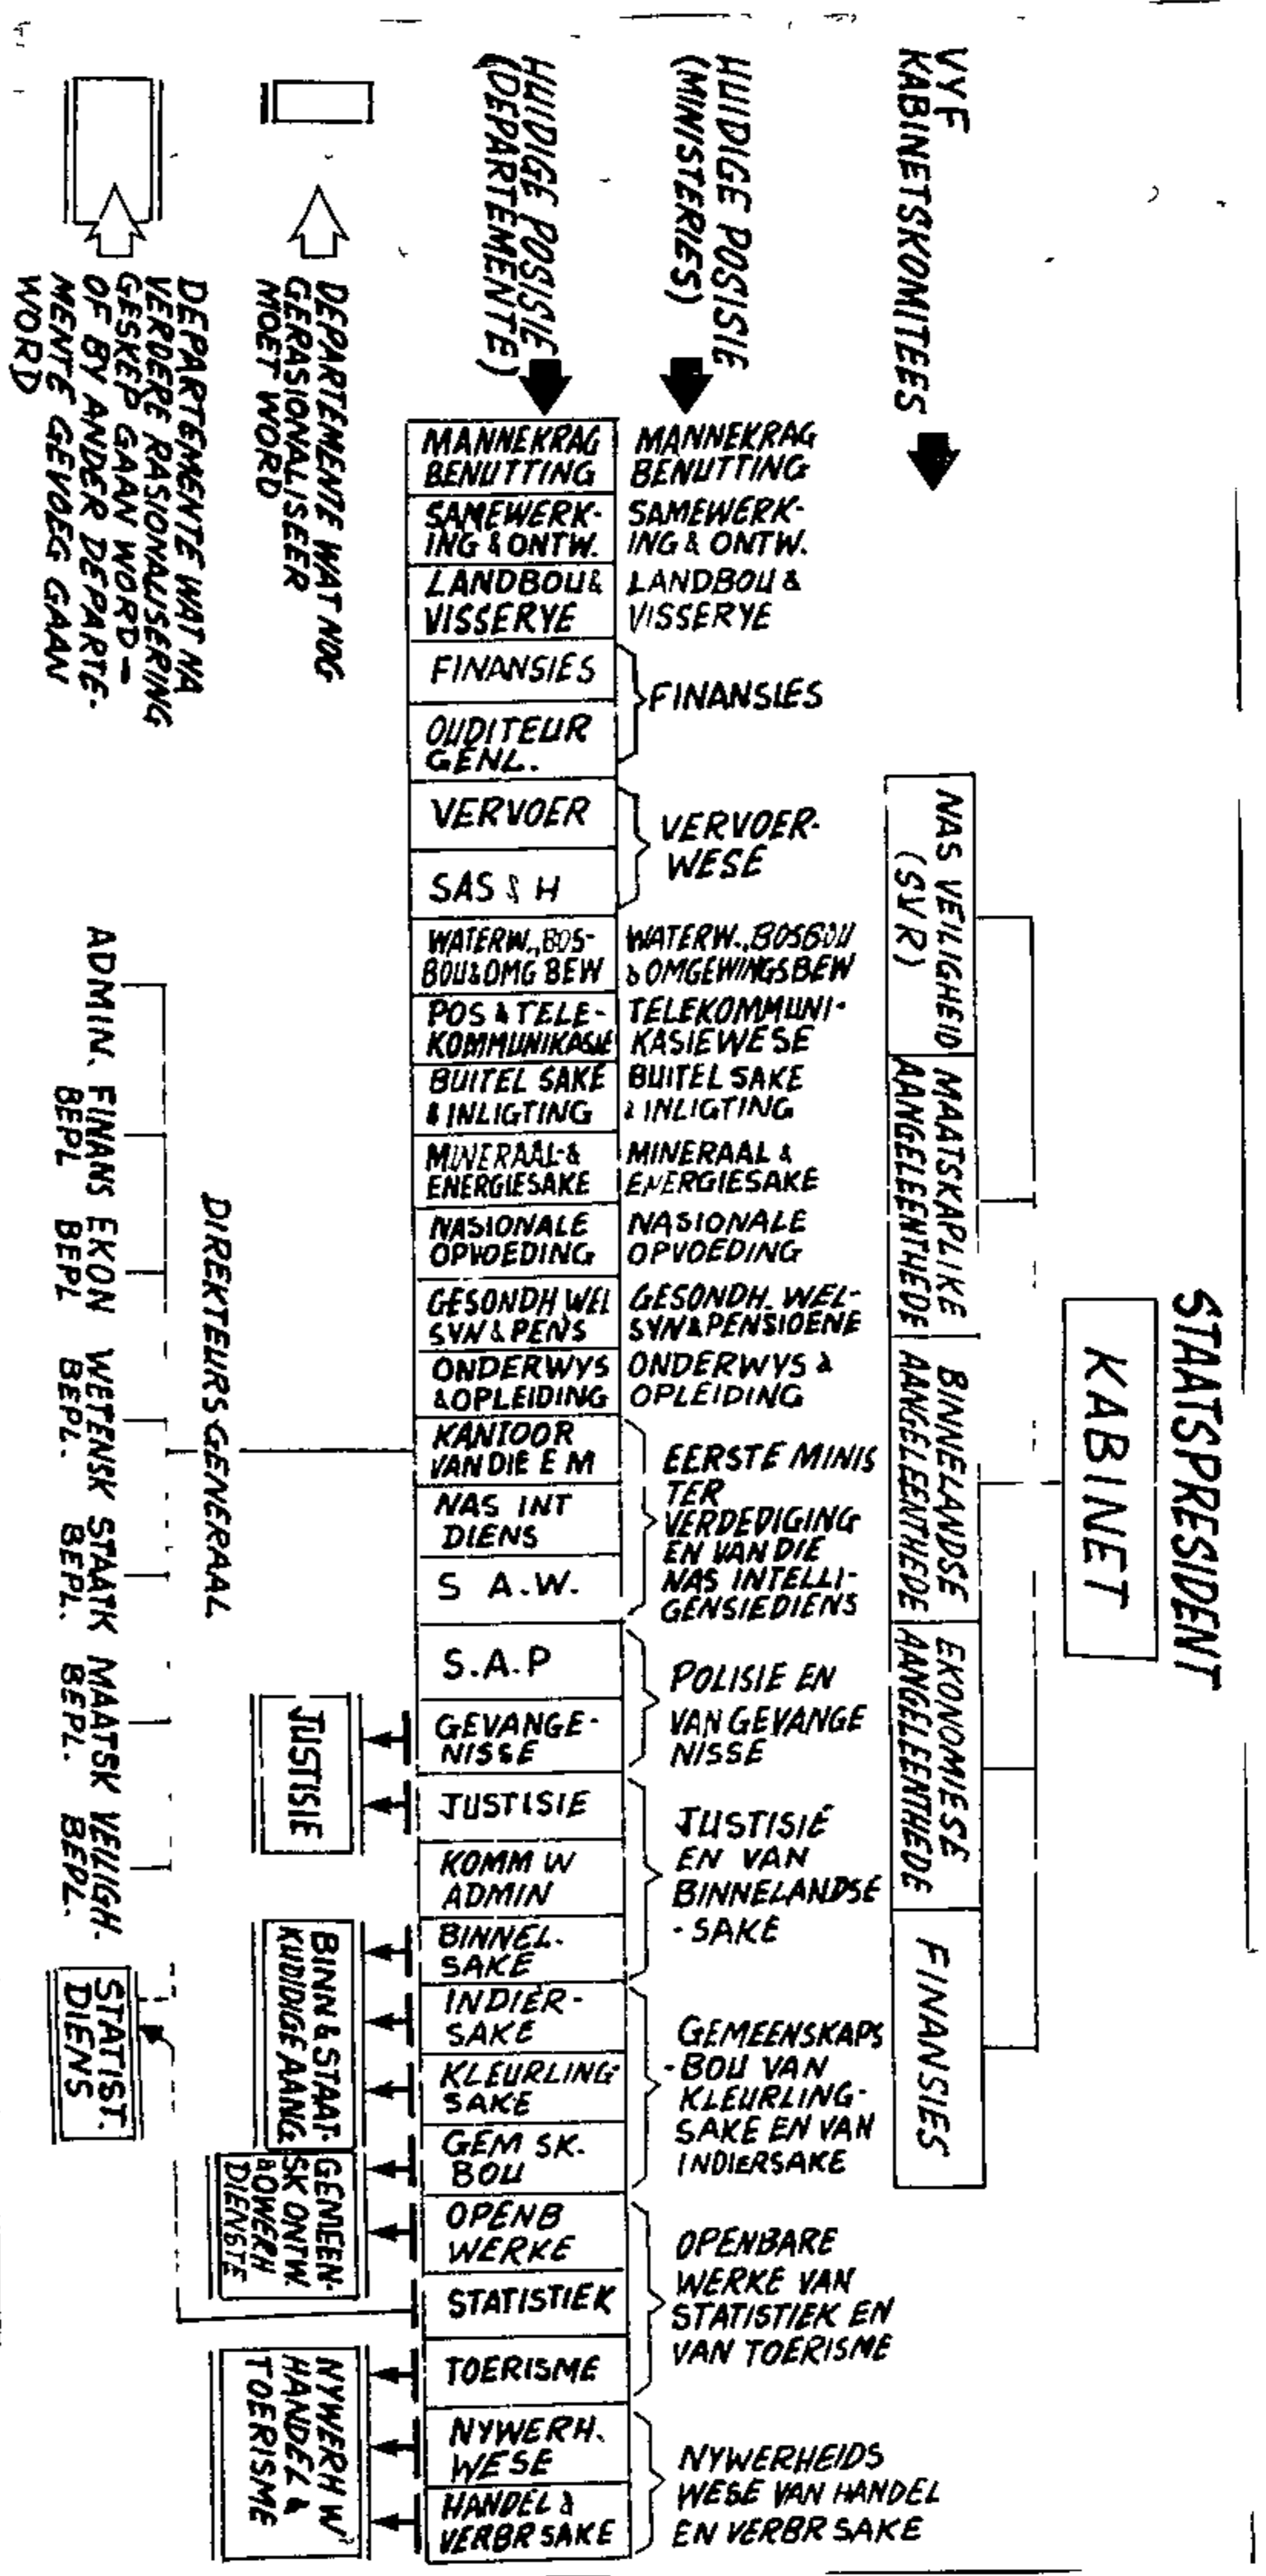 STAATSPRESIDENT
KABINET
VYF
KABINETSKOMITEES
NAS VEILIGHEID
(SVR)
MAATSKAPLIKE
AANGELEENTHEDE
BINNELANDSE
AANGELEENTHEDE
EKONOMIESE
AANGELEENTHEDE
FINANSIES
HUIDIGE POSISIE
(MINISTERIES)
MANNEKRAG
BENUTTING
SAMEWERK-
ING & ONTW.
LANDBOU &
VISSERYE
FINANSIES
VERVOER-
WESE
WATERW., BOSBOU
& OMGEWINGSBEW
TELEKOMMUNI-
KASIEWESE
BUITEL SAKE
& INLIGTING
MINERAAL &
ENERGIESAKE
NASIONALE
OPVOEDING
GESONDH. WEL-
SYN & PENSIOENE
ONDERWYS &
OPLEIDING
EERSTE MINIS
TER
VERDEDIGING
EN VAN DIE
NAS INTELLI-
GENSIEDIENS
POLISIE EN
VAN GEVANGE
NISSE
JUSTISIE
EN VAN
BINNELANDSE
- SAKE
GEMEENSKAPS
- BOU VAN
KLEURLING-
SAKE EN VAN
INDIERSAKE
OPENBARE
WERKE VAN
STATISTIEK EN
VAN TOERISME
NYWERHEIDS
WESE VAN HANDEL
EN VERBR SAKE
HUIDIGE POSISIE
(DEPARTEMENTE)
MANNEKRAG
BENUTTING
SAMEWERK-
ING & ONTW.
LANDBOU &
VISSERYE
FINANSIES
OUDITEUR
GENL.
VERVOER
SAS & H
WATERW., BOS-
BOU & OMG BEW
POS & TELE-
KOMMUNIKASIE
BUITEL SAKE
& INLIGTING
MINERAAL-&
ENERGIESAKE
NASIONALE
OPVOEDING
GESONDH WEL
SYN & PENS
ONDERWYS
& OPLEIDING
KANTOOR
VAN DIE E M
NAS INT
DIENS
S A.W.
S.A.P
GEVANGE-
NISSE
JUSTISIE
KOMM W
ADMIN
BINNEL-
SAKE
INDIËR-
SAKE
KLEURLING-
SAKE
GEM SK-
BOU
OPENB
WERKE
STATISTIEK
TOERISME
NYWERH.
WESE
HANDEL &
VERBR SAKE
DEPARTEMENTE WAT NOG
GERASIONALISEER
MOET WORD
JUSTISIE
BINN & STAAT-
KUNDIGE AANG.
GEMEEN-
SK ONTW.
& OWERH
DIENSTE
NYWERH W
HANDEL &
TOERISME
DIREKTEURS GENERAAL
DEPARTEMENTE WAT NA
VERDERE RASIONALISERING
GESKEP GAAN WORD -
OF BY ANDER DEPARTE-
MENTE GEVOEG GAAN
WORD
ADMIN.
FINANS
BEPL
EKON
BEPL
WETENSK
BEPL.
STAATK
BEPL.
MAATSK
BEPL.
VEILIGH.
BEPL.
STATIST.
DIENS